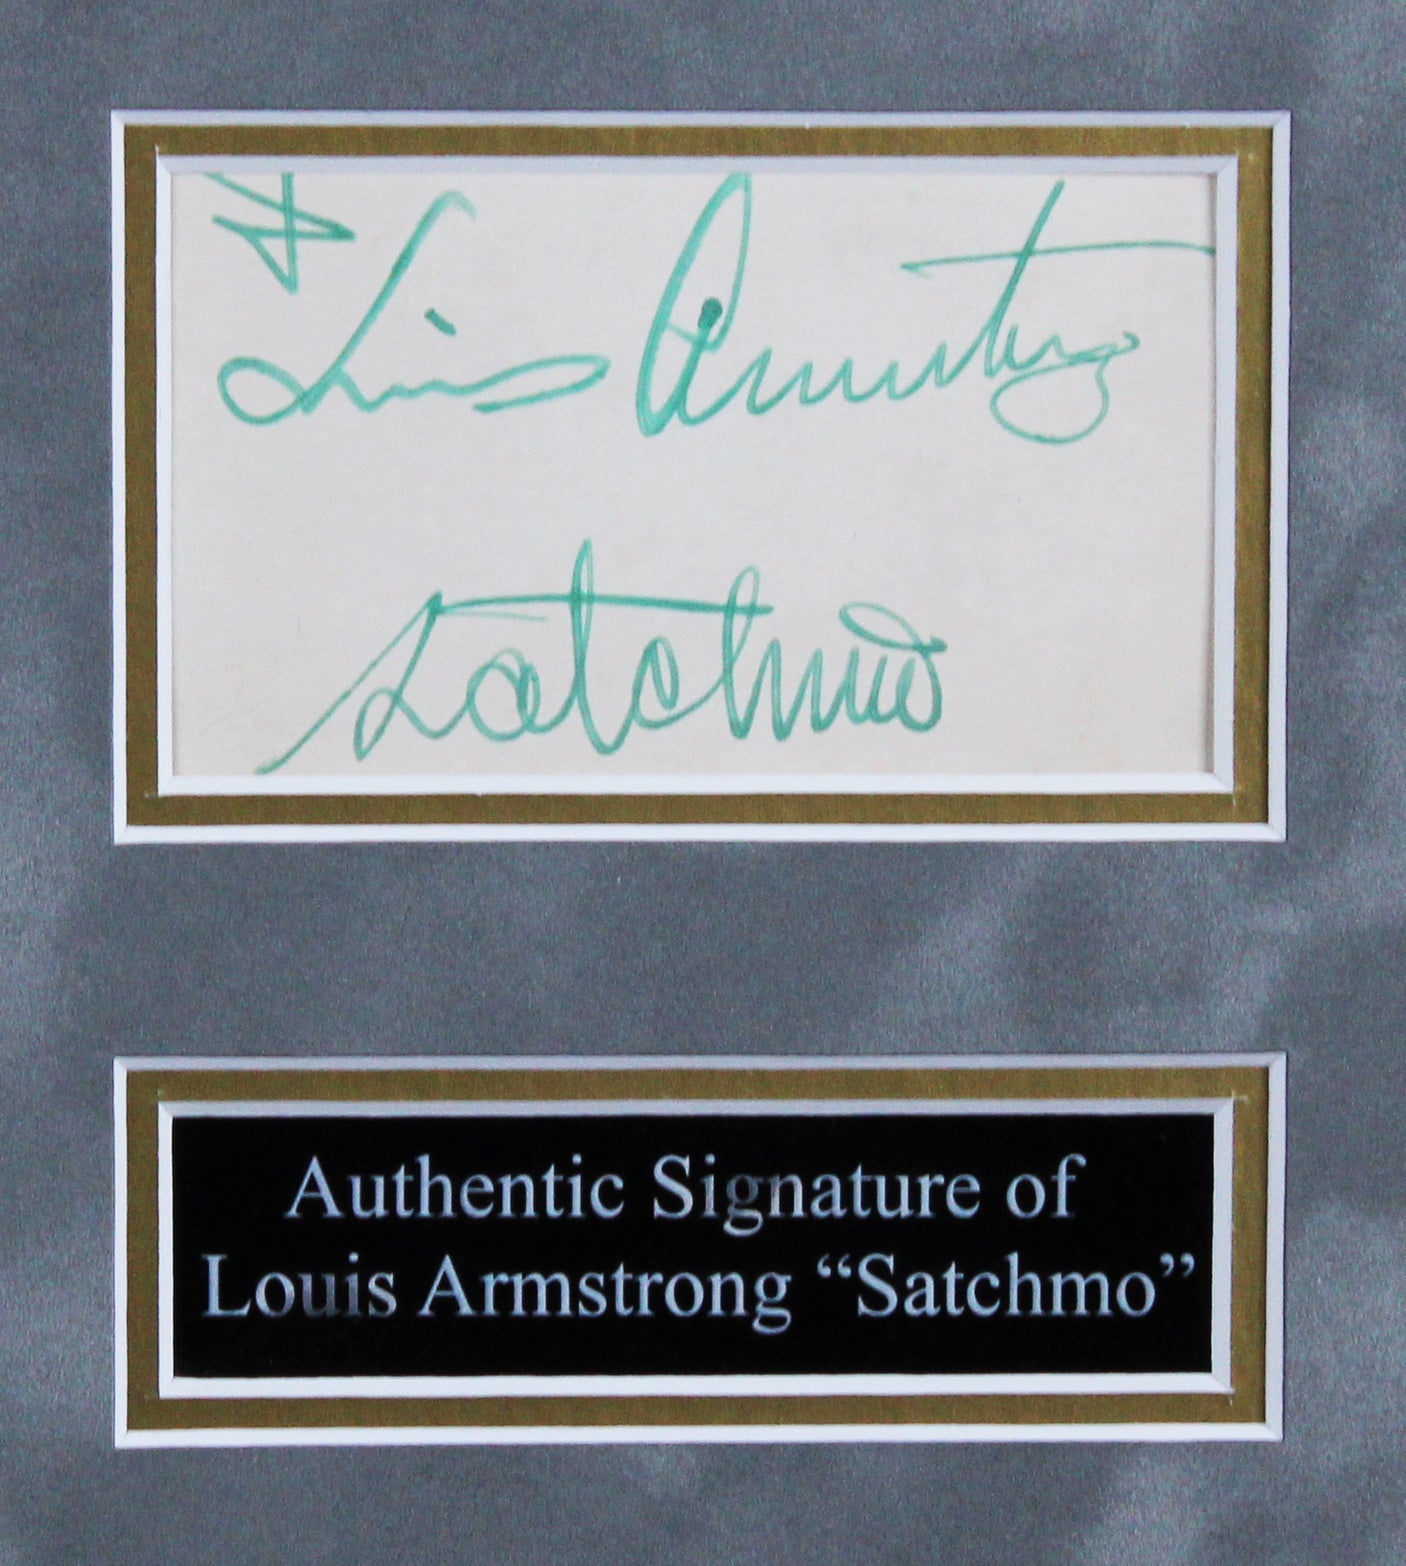 Louis Armstrong
Satchmo
Authentic Signature of
Louis Armstrong “Satchmo”